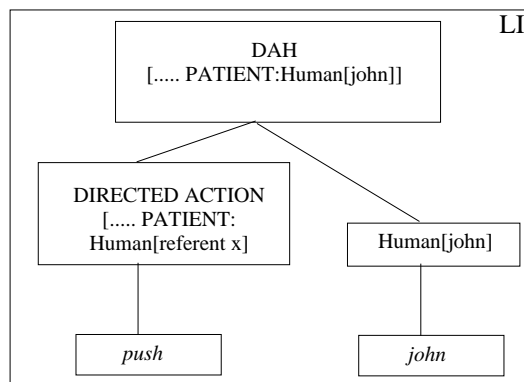 LI
DAH
[..... PATIENT:Human[john]]
DIRECTED ACTION
[..... PATIENT:
Human[referent x]
Human[john]
push
john